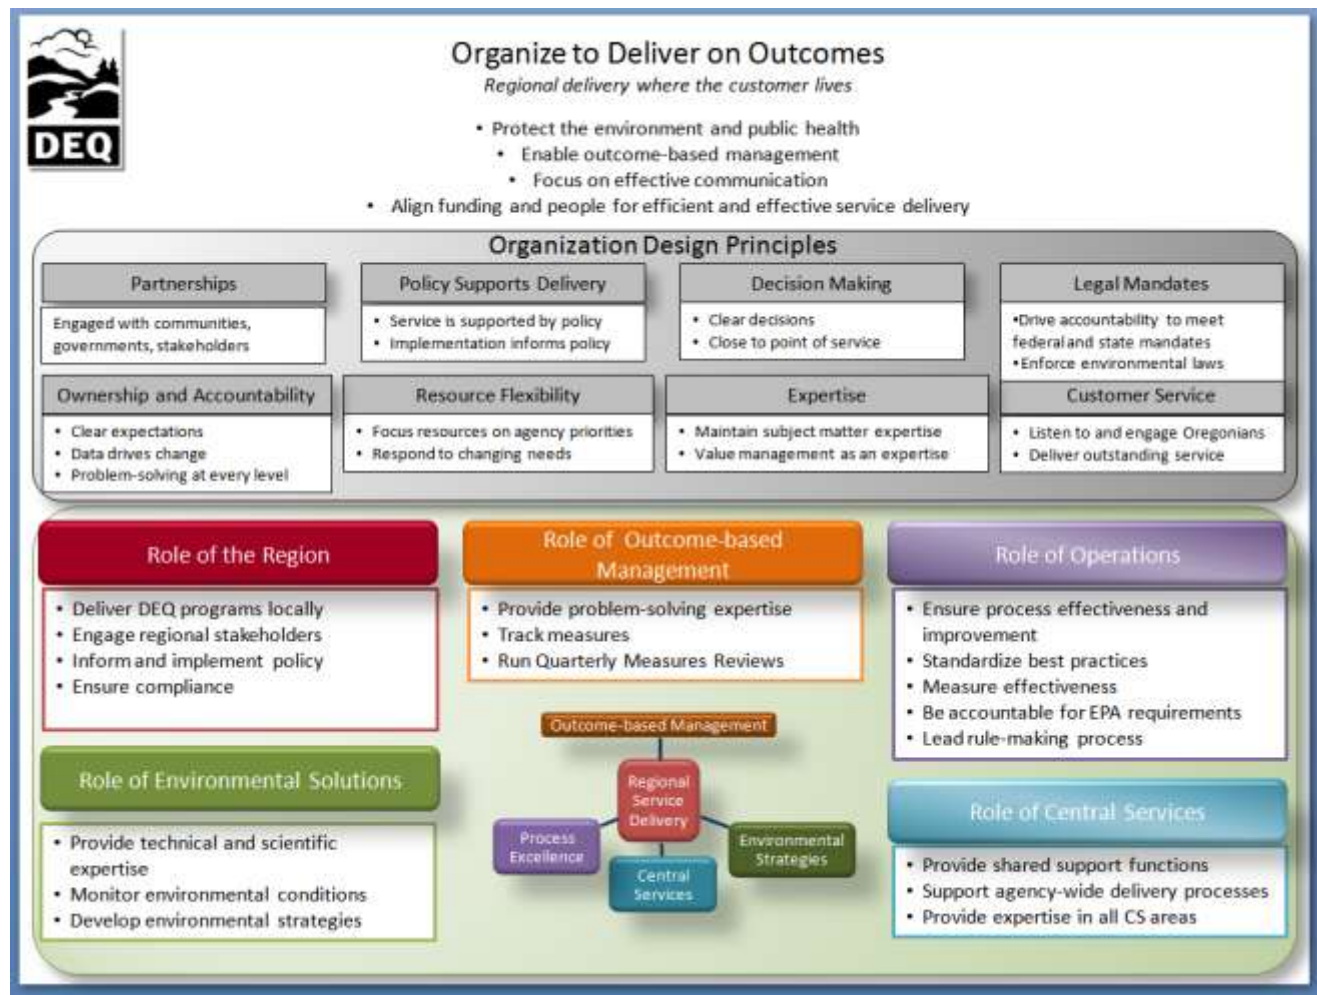 DEQ
Organize to Deliver on Outcomes
Regional delivery where the customer lives
• Protect the environment and public health
• Enable outcome-based management
• Focus on effective communication
• Align funding and people for efficient and effective service delivery
Organization Design Principles
Partnerships
Engaged with communities,
governments, stakeholders
Policy Supports Delivery
• Service is supported by policy
• Implementation informs policy
Decision Making
• Clear decisions
• Close to point of service
Legal Mandates
•Drive accountability to meet
federal and state mandates
•Enforce environmental laws
Ownership and Accountability
• Clear expectations
• Data drives change
• Problem-solving at every level
Resource Flexibility
• Focus resources on agency priorities
• Respond to changing needs
Expertise
• Maintain subject matter expertise
• Value management as an expertise
Customer Service
• Listen to and engage Oregonians
• Deliver outstanding service
Role of the Region
• Deliver DEQ programs locally
• Engage regional stakeholders
• Inform and implement policy
• Ensure compliance
Role of Outcome-based
Management
• Provide problem-solving expertise
• Track measures
• Run Quarterly Measures Reviews
Role of Operations
• Ensure process effectiveness and
improvement
• Standardize best practices
• Measure effectiveness
• Be accountable for EPA requirements
• Lead rule-making process
Role of Environmental Solutions
• Provide technical and scientific
expertise
• Monitor environmental conditions
• Develop environmental strategies
Outcome-based Management
Regional
Service
Delivery
Process
Excellence
Central
Services
Environmental
Strategies
Role of Central Services
• Provide shared support functions
• Support agency-wide delivery processes
• Provide expertise in all CS areas